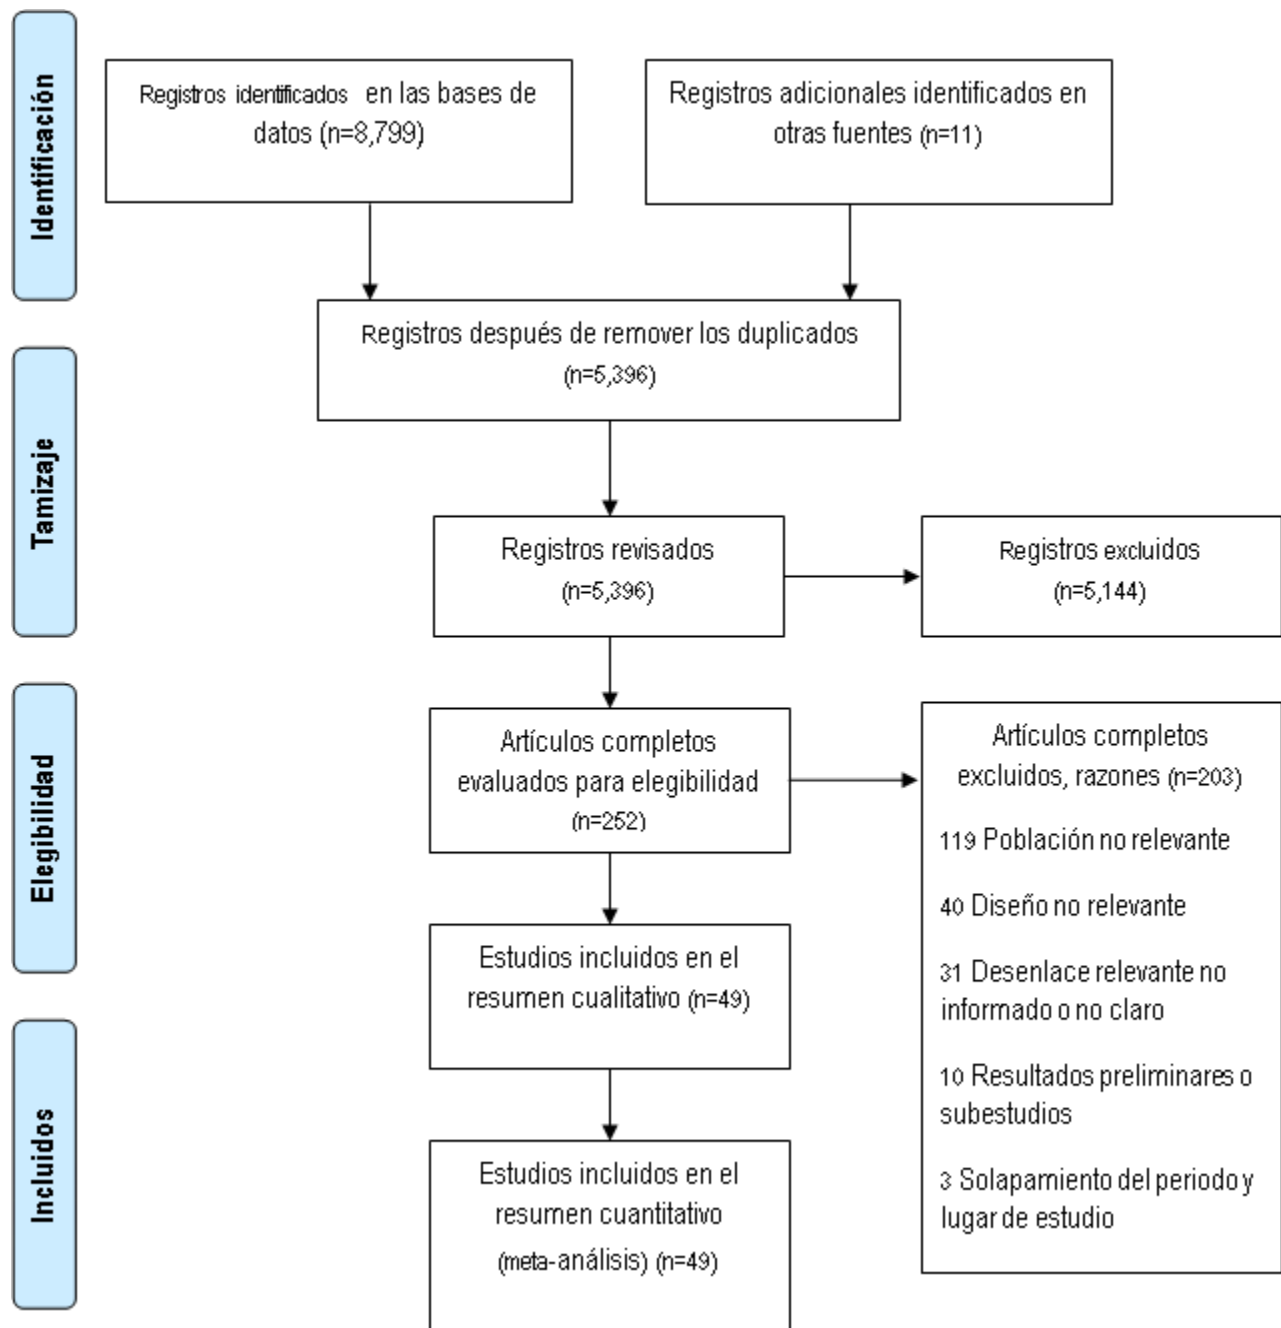 Identificación
Registros identificados en las bases de
datos (n=8,799)
Registros adicionales identificados en
otras fuentes (n=11)
Registros después de remover los duplicados
(n=5,396)
Tamizaje
Registros revisados
(n=5,396)
Registros excluidos
(n=5,144)
Elegibilidad
Artículos completos
evaluados para elegibilidad
(n=252)
Artículos completos
excluidos, razones (n=203)
119 Población no relevante
40 Diseño no relevante
31 Desenlace relevante no
informado o no claro
10 Resultados preliminares o
subestudios
3 Solapamiento del periodo y
lugar de estudio
Estudios incluidos en el
resumen cualitativo (n=49)
Incluidos
Estudios incluidos en el
resumen cuantitativo
(meta-análisis) (n=49)